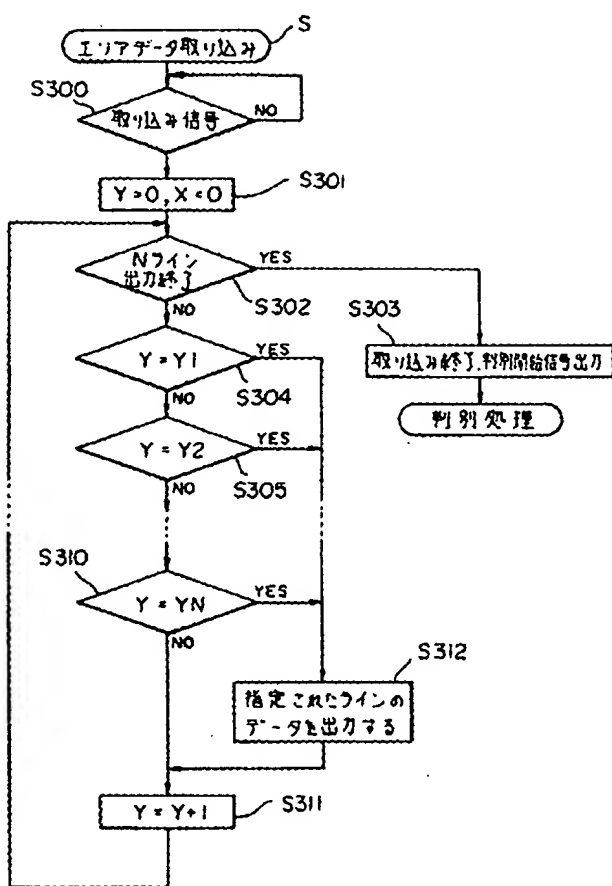 S
エリアデータ取り込み
S300
取り込み信号
NO
Y=0, X=0
S301
Nライン
出力終了
YES
S302
NO
S303
取り込み終了,判別開始信号出力
判別処理
Y=Y1
YES
S304
NO
Y=Y2
YES
S305
NO
S310
Y=YN
YES
NO
S312
指定されたラインの
データを出力する
Y=Y+1
S311